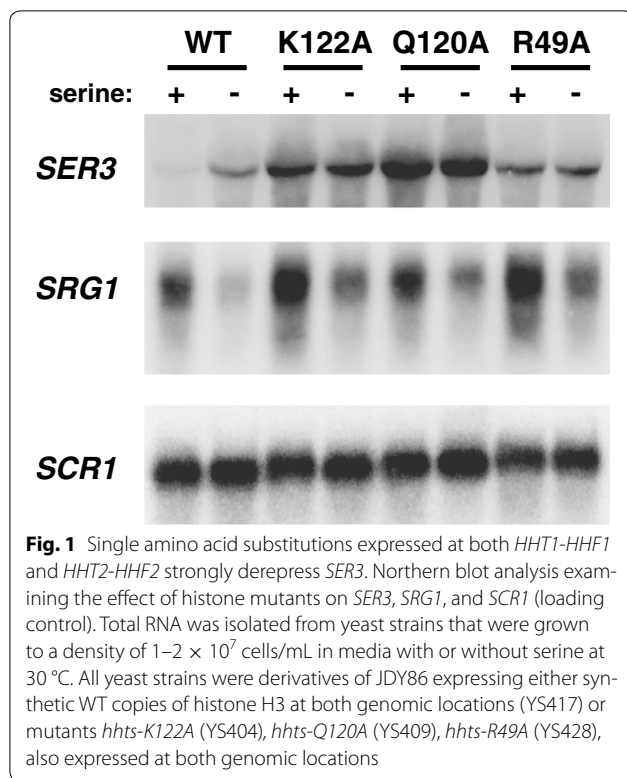 WT K122A Q120A R49A
serine: + - + - + - + -
SER3
SRG1
SCR1
Fig. 1 Single amino acid substitutions expressed at both HHT1-HHF1
and HHT2-HHF2 strongly derepress SER3. Northern blot analysis exam-
ining the effect of histone mutants on SER3, SRG1, and SCR1 (loading
control). Total RNA was isolated from yeast strains that were grown
to a density of 1–2 × 10⁷ cells/mL in media with or without serine at
30 °C. All yeast strains were derivatives of JDY86 expressing either syn-
thetic WT copies of histone H3 at both genomic locations (YS417) or
mutants hhts-K122A (YS404), hhts-Q120A (YS409), hhts-R49A (YS428),
also expressed at both genomic locations